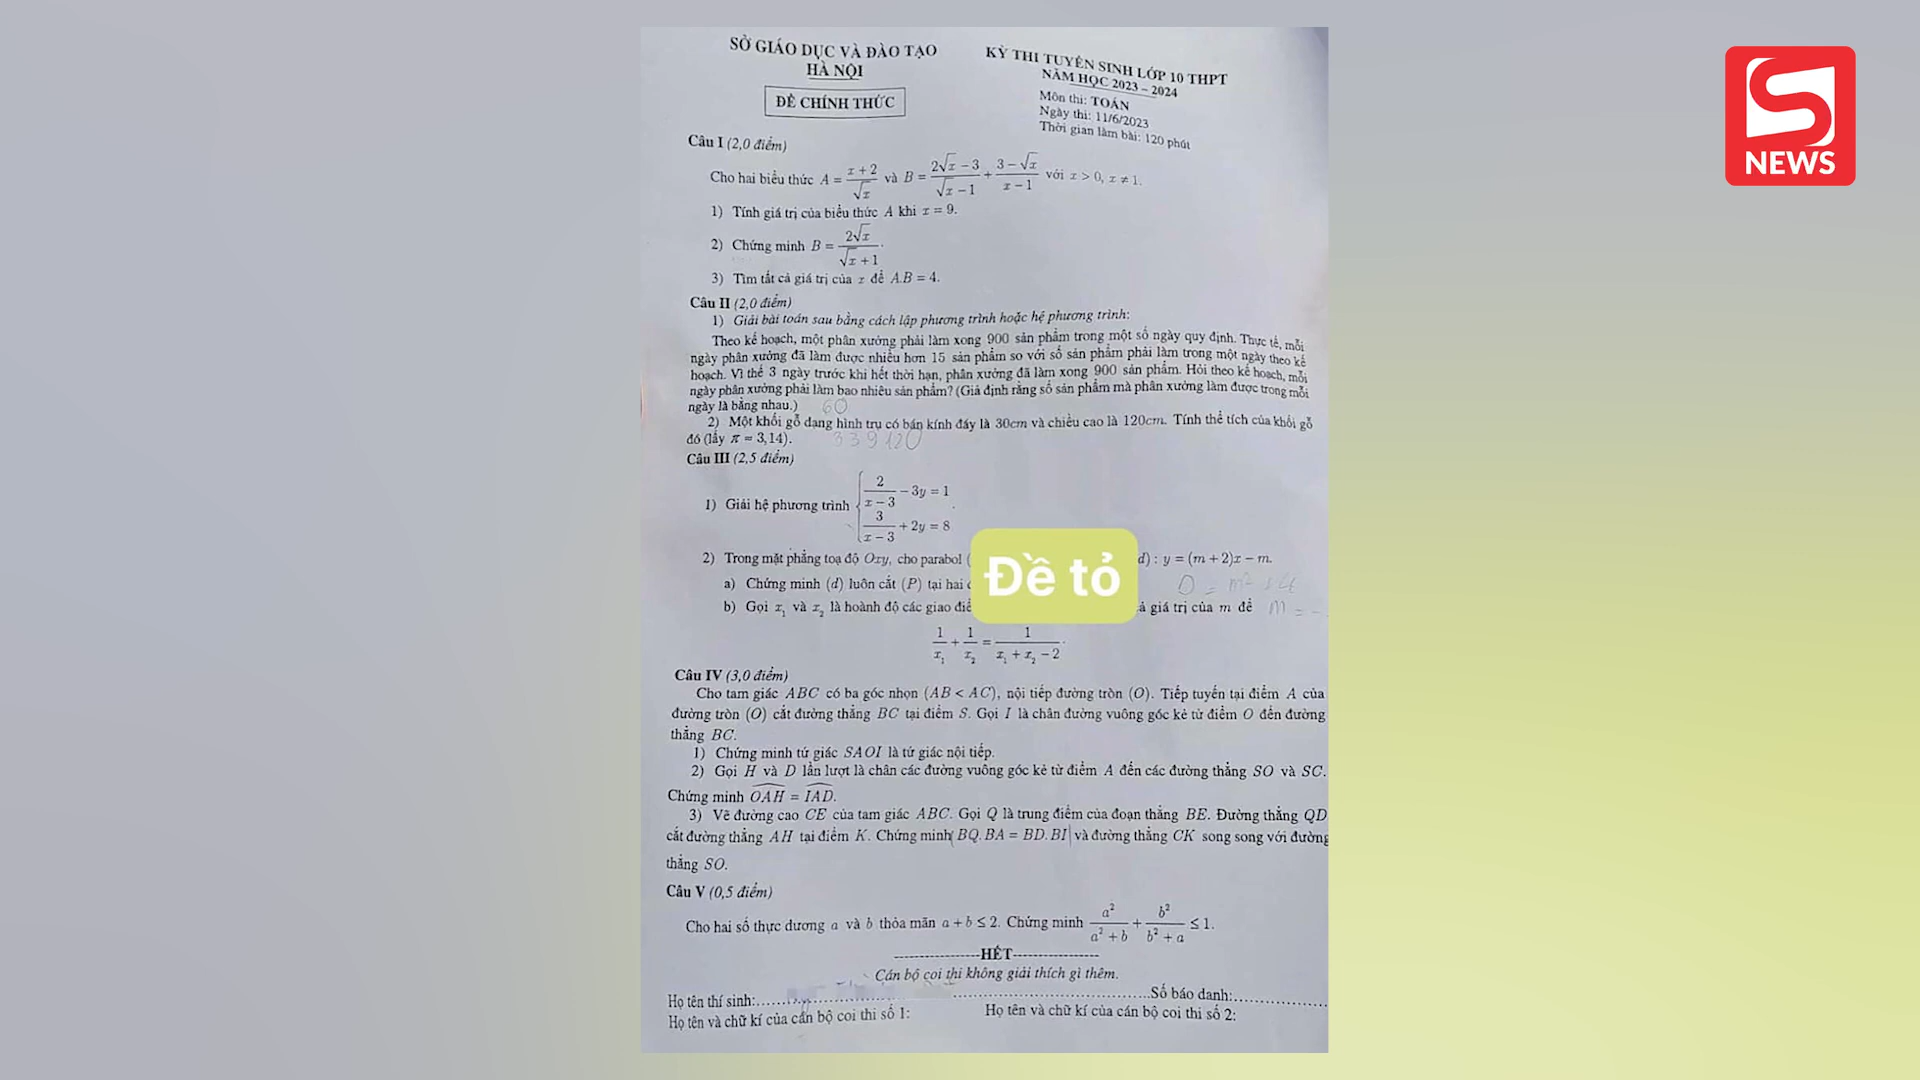 SỞ GIÁO DỤC VÀ ĐÀO TẠO
HÀ NỘI
ĐỀ CHÍNH THỨC
KỲ THI TUYỂN SINH LỚP 10 THPT
NĂM HỌC 2023 – 2024
Môn thi: TOÁN
Ngày thi: 11/6/2023
Thời gian làm bài: 120 phút
S
NEWS
Câu I (2,0 điểm)
Cho hai biểu thức A = (x + 2)/√x và B = (2√x − 3)/(√x − 1) + (3 − √x)/(x − 1) với x > 0, x ≠ 1.
1) Tính giá trị của biểu thức A khi x = 9.
2) Chứng minh B = 2√x/(√x + 1).
3) Tìm tất cả giá trị của x để A.B = 4.
Câu II (2,0 điểm)
1) Giải bài toán sau bằng cách lập phương trình hoặc hệ phương trình:
Theo kế hoạch, một phân xưởng phải làm xong 900 sản phẩm trong một số ngày quy định. Thực tế, mỗi
ngày phân xưởng đã làm được nhiều hơn 15 sản phẩm so với số sản phẩm phải làm trong một ngày theo kế
hoạch. Vì thế 3 ngày trước khi hết thời hạn, phân xưởng đã làm xong 900 sản phẩm. Hỏi theo kế hoạch, mỗi
ngày phân xưởng phải làm bao nhiêu sản phẩm? (Giả định rằng số sản phẩm mà phân xưởng làm được trong mỗi
ngày là bằng nhau.) 60
2) Một khối gỗ dạng hình trụ có bán kính đáy là 30cm và chiều cao là 120cm. Tính thể tích của khối gỗ
đó (lấy π = 3,14). 339120
Câu III (2,5 điểm)
1) Giải hệ phương trình
2/(x − 3) − 3y = 1
3/(x − 3) + 2y = 8
2) Trong mặt phẳng toạ độ Oxy, cho parabol ( d) : y = (m + 2)x − m.
a) Chứng minh (d) luôn cắt (P) tại hai
b) Gọi x₁ và x₂ là hoành độ các giao giá trị của m để m = -
1/x₁ + 1/x₂ = 1/(x₁ + x₂ − 2).
Đề tỏ
Câu IV (3,0 điểm)
Cho tam giác ABC có ba góc nhọn (AB < AC), nội tiếp đường tròn (O). Tiếp tuyến tại điểm A của
đường tròn (O) cắt đường thẳng BC tại điểm S. Gọi I là chân đường vuông góc kẻ từ điểm O đến đường
thẳng BC.
1) Chứng minh tứ giác SAOI là tứ giác nội tiếp.
2) Gọi H và D lần lượt là chân các đường vuông góc kẻ từ điểm A đến các đường thẳng SO và SC.
Chứng minh OAH = IAD.
3) Vẽ đường cao CE của tam giác ABC. Gọi Q là trung điểm của đoạn thẳng BE. Đường thẳng QD
cắt đường thẳng AH tại điểm K. Chứng minh BQ.BA = BD.BI và đường thẳng CK song song với đường
thẳng SO.
Câu V (0,5 điểm)
Cho hai số thực dương a và b thỏa mãn a + b ≤ 2. Chứng minh a²/(a² + b) + b²/(b² + a) ≤ 1.
-----------------HẾT-----------------
Cán bộ coi thi không giải thích gì thêm.
Họ tên thí sinh:................................Số báo danh:................
Họ tên và chữ kí của cán bộ coi thi số 1: Họ tên và chữ kí của cán bộ coi thi số 2: